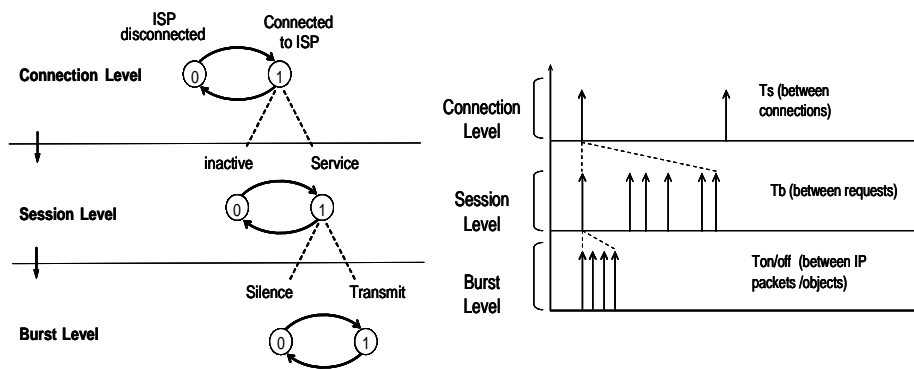 ISP
disconnected
Connected
to ISP
Connection Level
0
1
inactive
Service
Session Level
0
1
Silence
Transmit
Burst Level
0
1
Connection
Level
Ts (between
connections)
Session
Level
Tb (between requests)
Burst
Level
Ton/off (between IP
packets /objects)